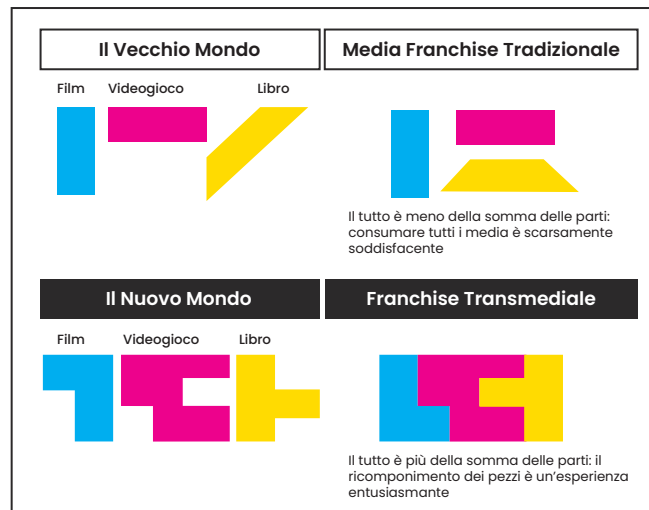 Il Vecchio Mondo
Media Franchise Tradizionale
Film
Videogioco
Libro
Il tutto è meno della somma delle parti:
consumare tutti i media è scarsamente
soddisfacente
Il Nuovo Mondo
Franchise Transmediale
Film
Videogioco
Libro
Il tutto è più della somma delle parti: il
ricomponimento dei pezzi è un'esperienza
entusiasmante